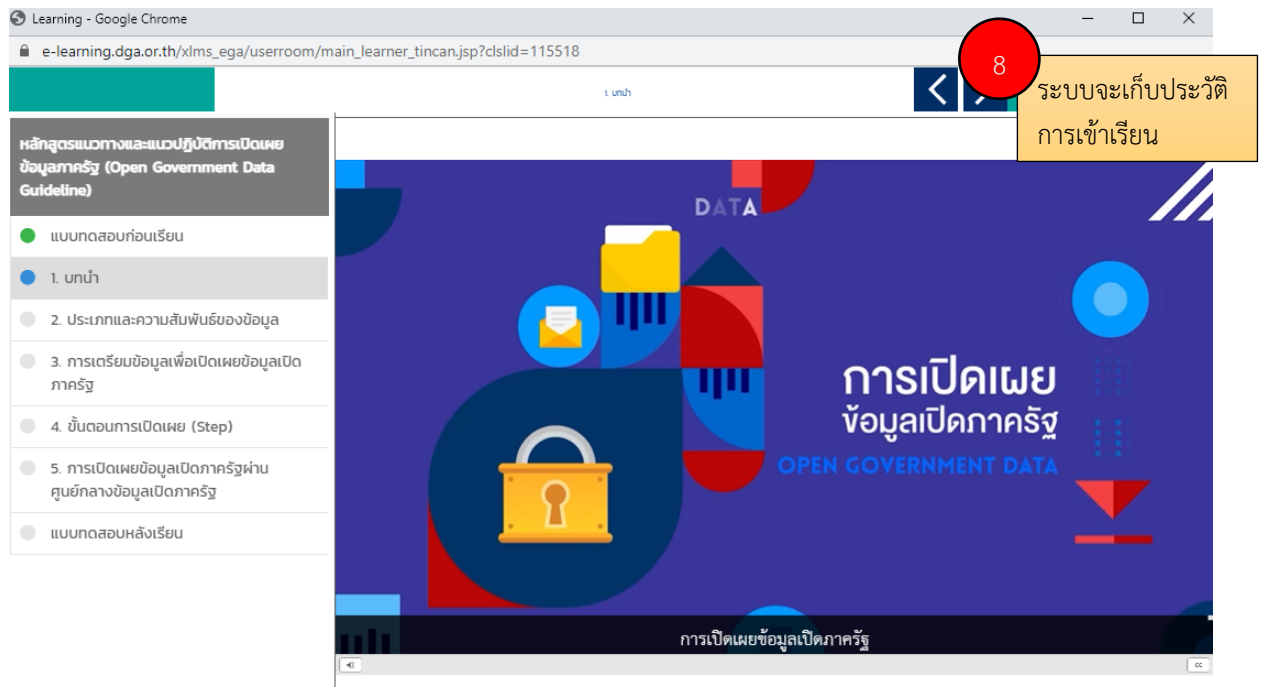 Learning - Google Chrome
e-learning.dga.or.th/xlms_ega/userroom/main_learner_tincan.jsp?clslid=115518
1. บทนำ
8
ระบบจะเก็บประวัติ
การเข้าเรียน
หลักสูตรแนวทางและแนวปฏิบัติการเปิดเผย
ข้อมูลภาครัฐ (Open Government Data
Guideline)
แบบทดสอบก่อนเรียน
1. บทนำ
2. ประเภทและความสัมพันธ์ของข้อมูล
3. การเตรียมข้อมูลเพื่อเปิดเผยข้อมูลเปิด
ภาครัฐ
4. ขั้นตอนการเปิดเผย (Step)
5. การเปิดเผยข้อมูลเปิดภาครัฐผ่าน
ศูนย์กลางข้อมูลเปิดภาครัฐ
แบบทดสอบหลังเรียน
DATA
การเปิดเผย
ข้อมูลเปิดภาครัฐ
OPEN GOVERNMENT DATA
การเปิดเผยข้อมูลเปิดภาครัฐ
CC